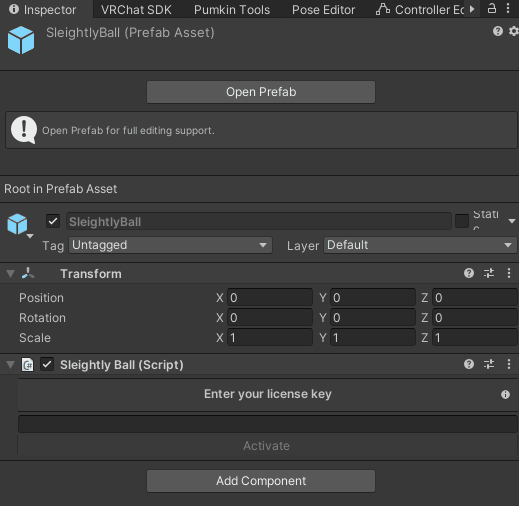 Inspector VRChat SDK Pumkin Tools Pose Editor Controller Ec
SleightlyBall (Prefab Asset)
Open Prefab
Open Prefab for full editing support.
Root in Prefab Asset
SleightlyBall
Tag Untagged Layer Default
Transform
Position X 0 Y 0 Z 0
Rotation X 0 Y 0 Z 0
Scale X 1 Y 1 Z 1
Sleightly Ball (Script)
Enter your license key
Activate
Add Component